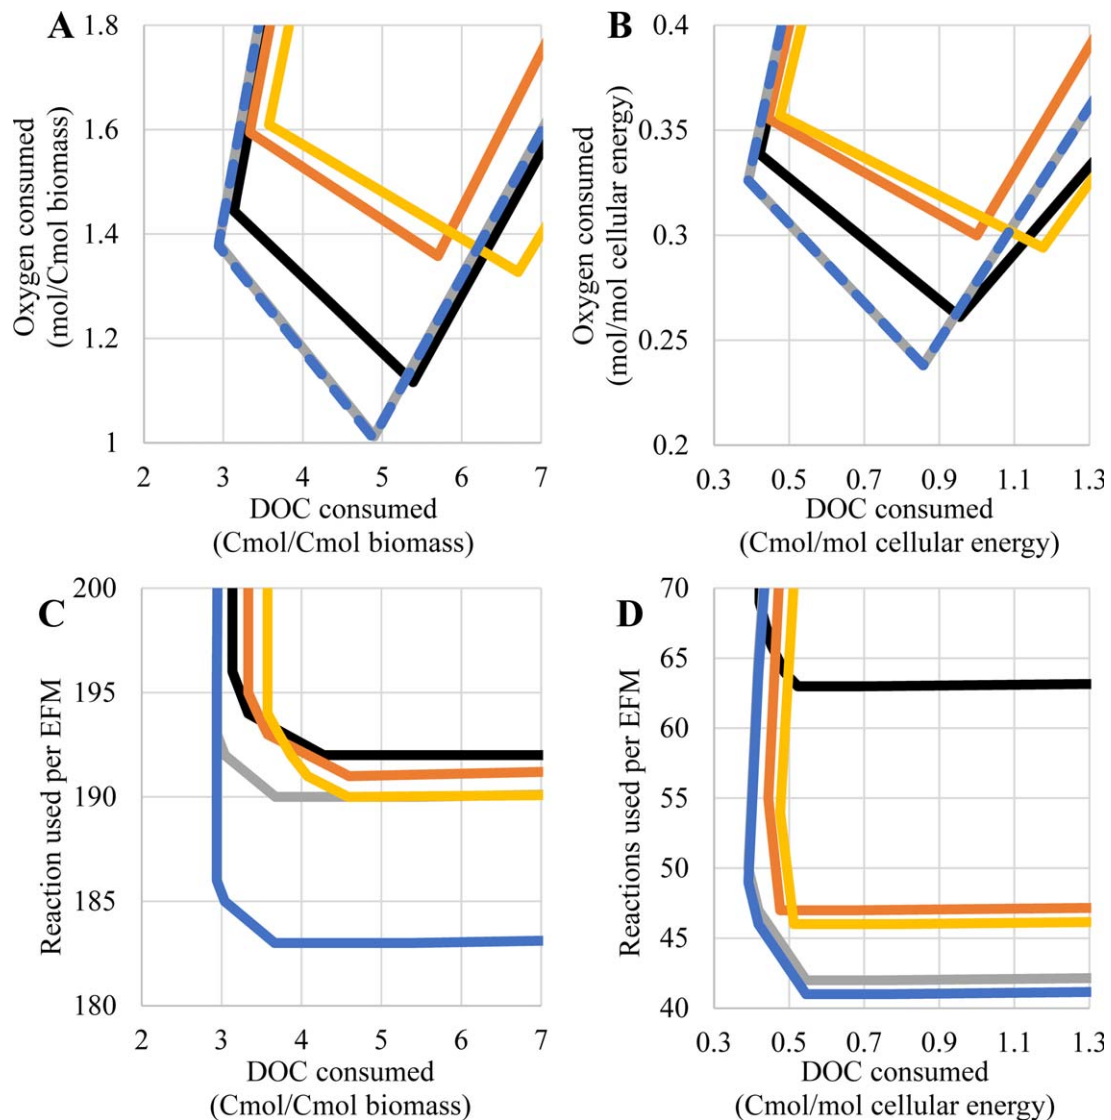 A
Oxygen consumed
(mol/Cmol biomass)
1.8
1.6
1.4
1.2
1
2 3 4 5 6 7
DOC consumed
(Cmol/Cmol biomass)
B
Oxygen consumed
(mol/mol cellular energy)
0.4
0.35
0.3
0.25
0.2
0.3 0.5 0.7 0.9 1.1 1.3
DOC consumed
(Cmol/mol cellular energy)
C
Reaction used per EFM
200
195
190
185
180
2 3 4 5 6 7
DOC consumed
(Cmol/Cmol biomass)
D
Reactions used per EFM
70
65
60
55
50
45
40
0.3 0.5 0.7 0.9 1.1 1.3
DOC consumed
(Cmol/mol cellular energy)